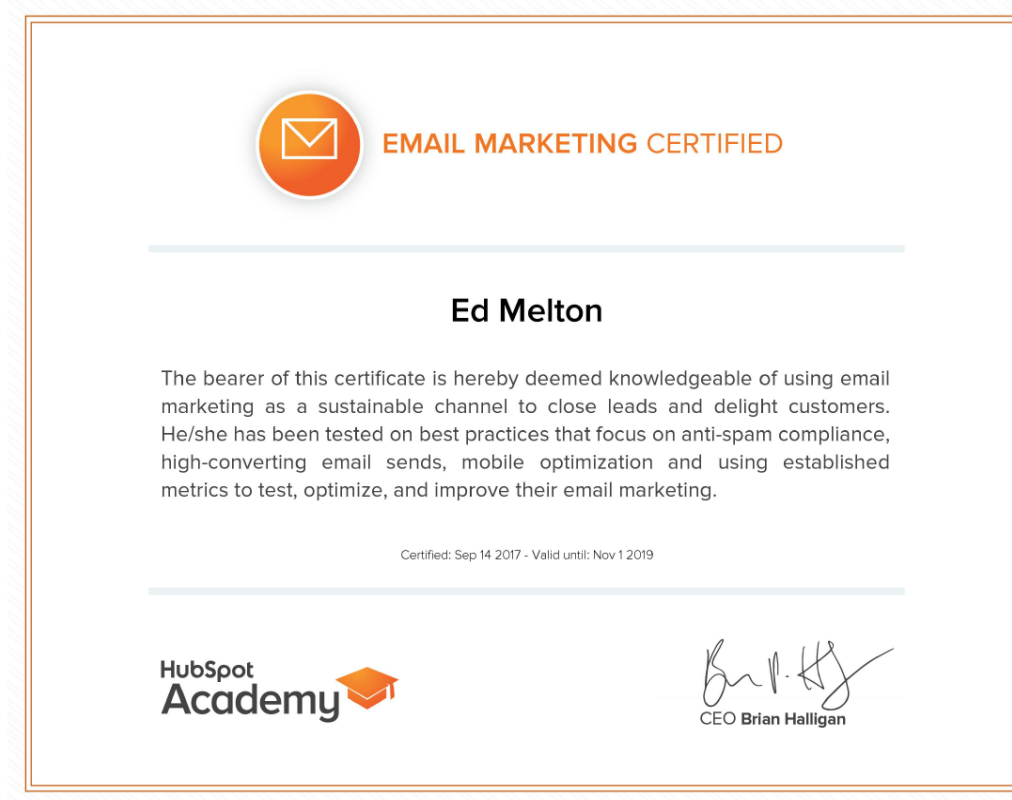 EMAIL MARKETING CERTIFIED
Ed Melton
The bearer of this certificate is hereby deemed knowledgeable of using email
marketing as a sustainable channel to close leads and delight customers.
He/she has been tested on best practices that focus on anti-spam compliance,
high-converting email sends, mobile optimization and using established
metrics to test, optimize, and improve their email marketing.
Certified: Sep 14 2017 - Valid until: Nov 1 2019
HubSpot
Academy
CEO Brian Halligan